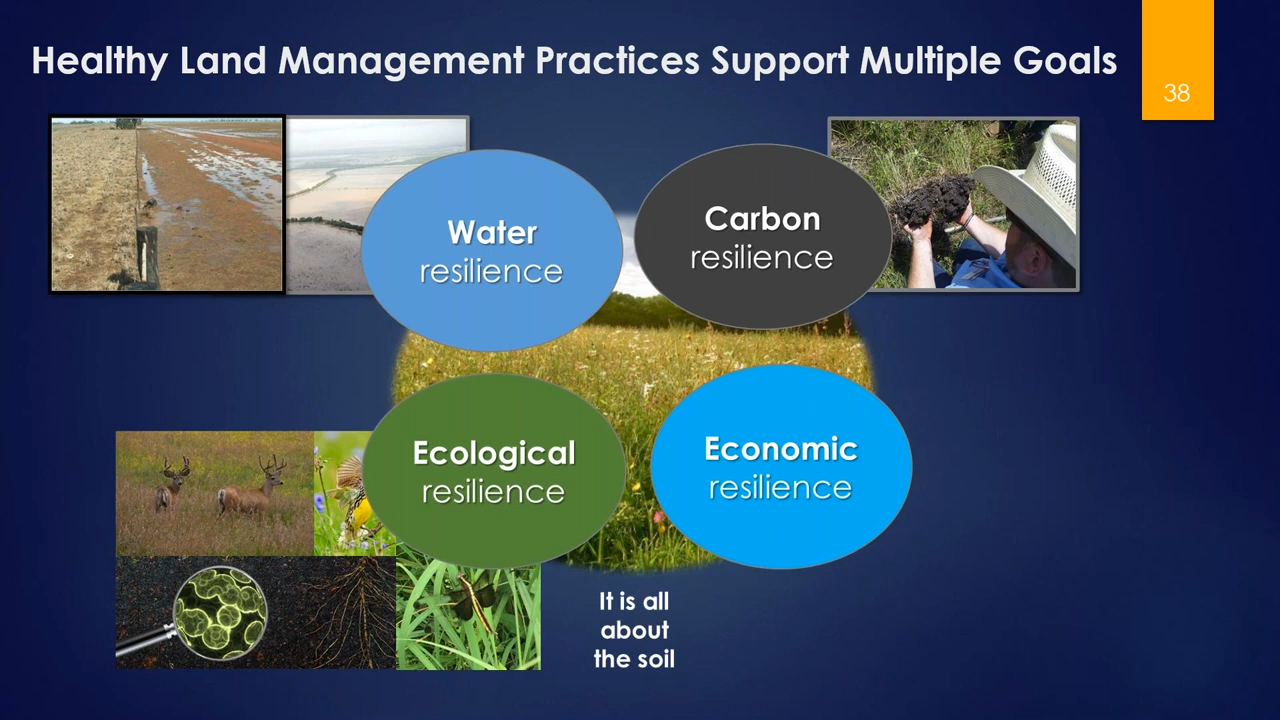 Healthy Land Management Practices Support Multiple Goals
38
Water
resilience
Carbon
resilience
Ecological
resilience
Economic
resilience
It is all
about
the soil